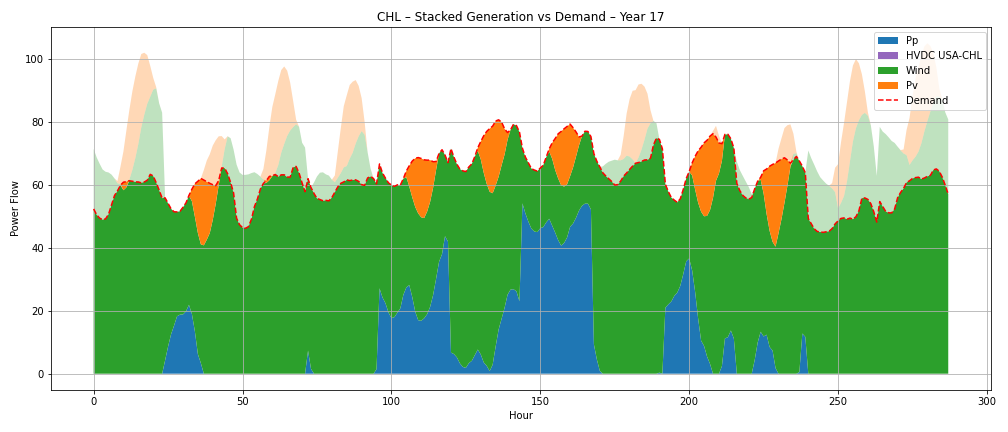 CHL – Stacked Generation vs Demand – Year 17
Pp
HVDC USA-CHL
Wind
Pv
Demand
Power Flow
100
80
60
40
20
0
0 50 100 150 200 250 300
Hour